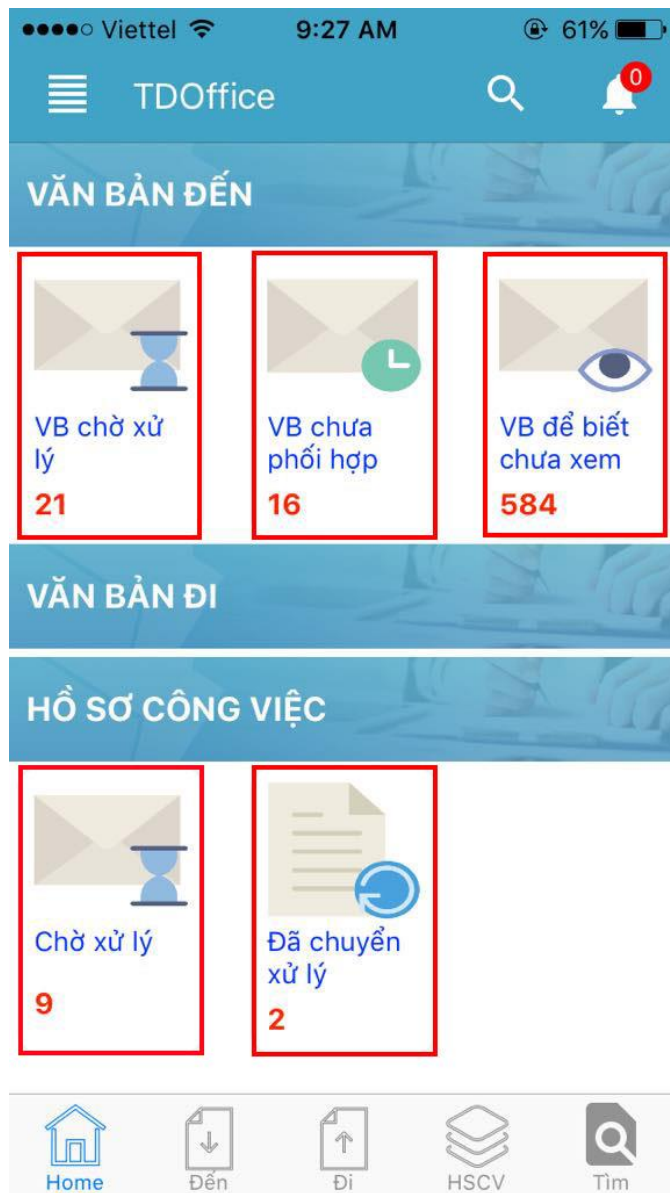 Viettel 9:27 AM 61%
TDOffice 0
VĂN BẢN ĐẾN
VB chờ xử VB chưa VB để biết
lý phối hợp chưa xem
21 16 584
VĂN BẢN ĐI
HỒ SƠ CÔNG VIỆC
Chờ xử lý Đã chuyển
xử lý
9 2
Home Đến Đi HSCV Tìm